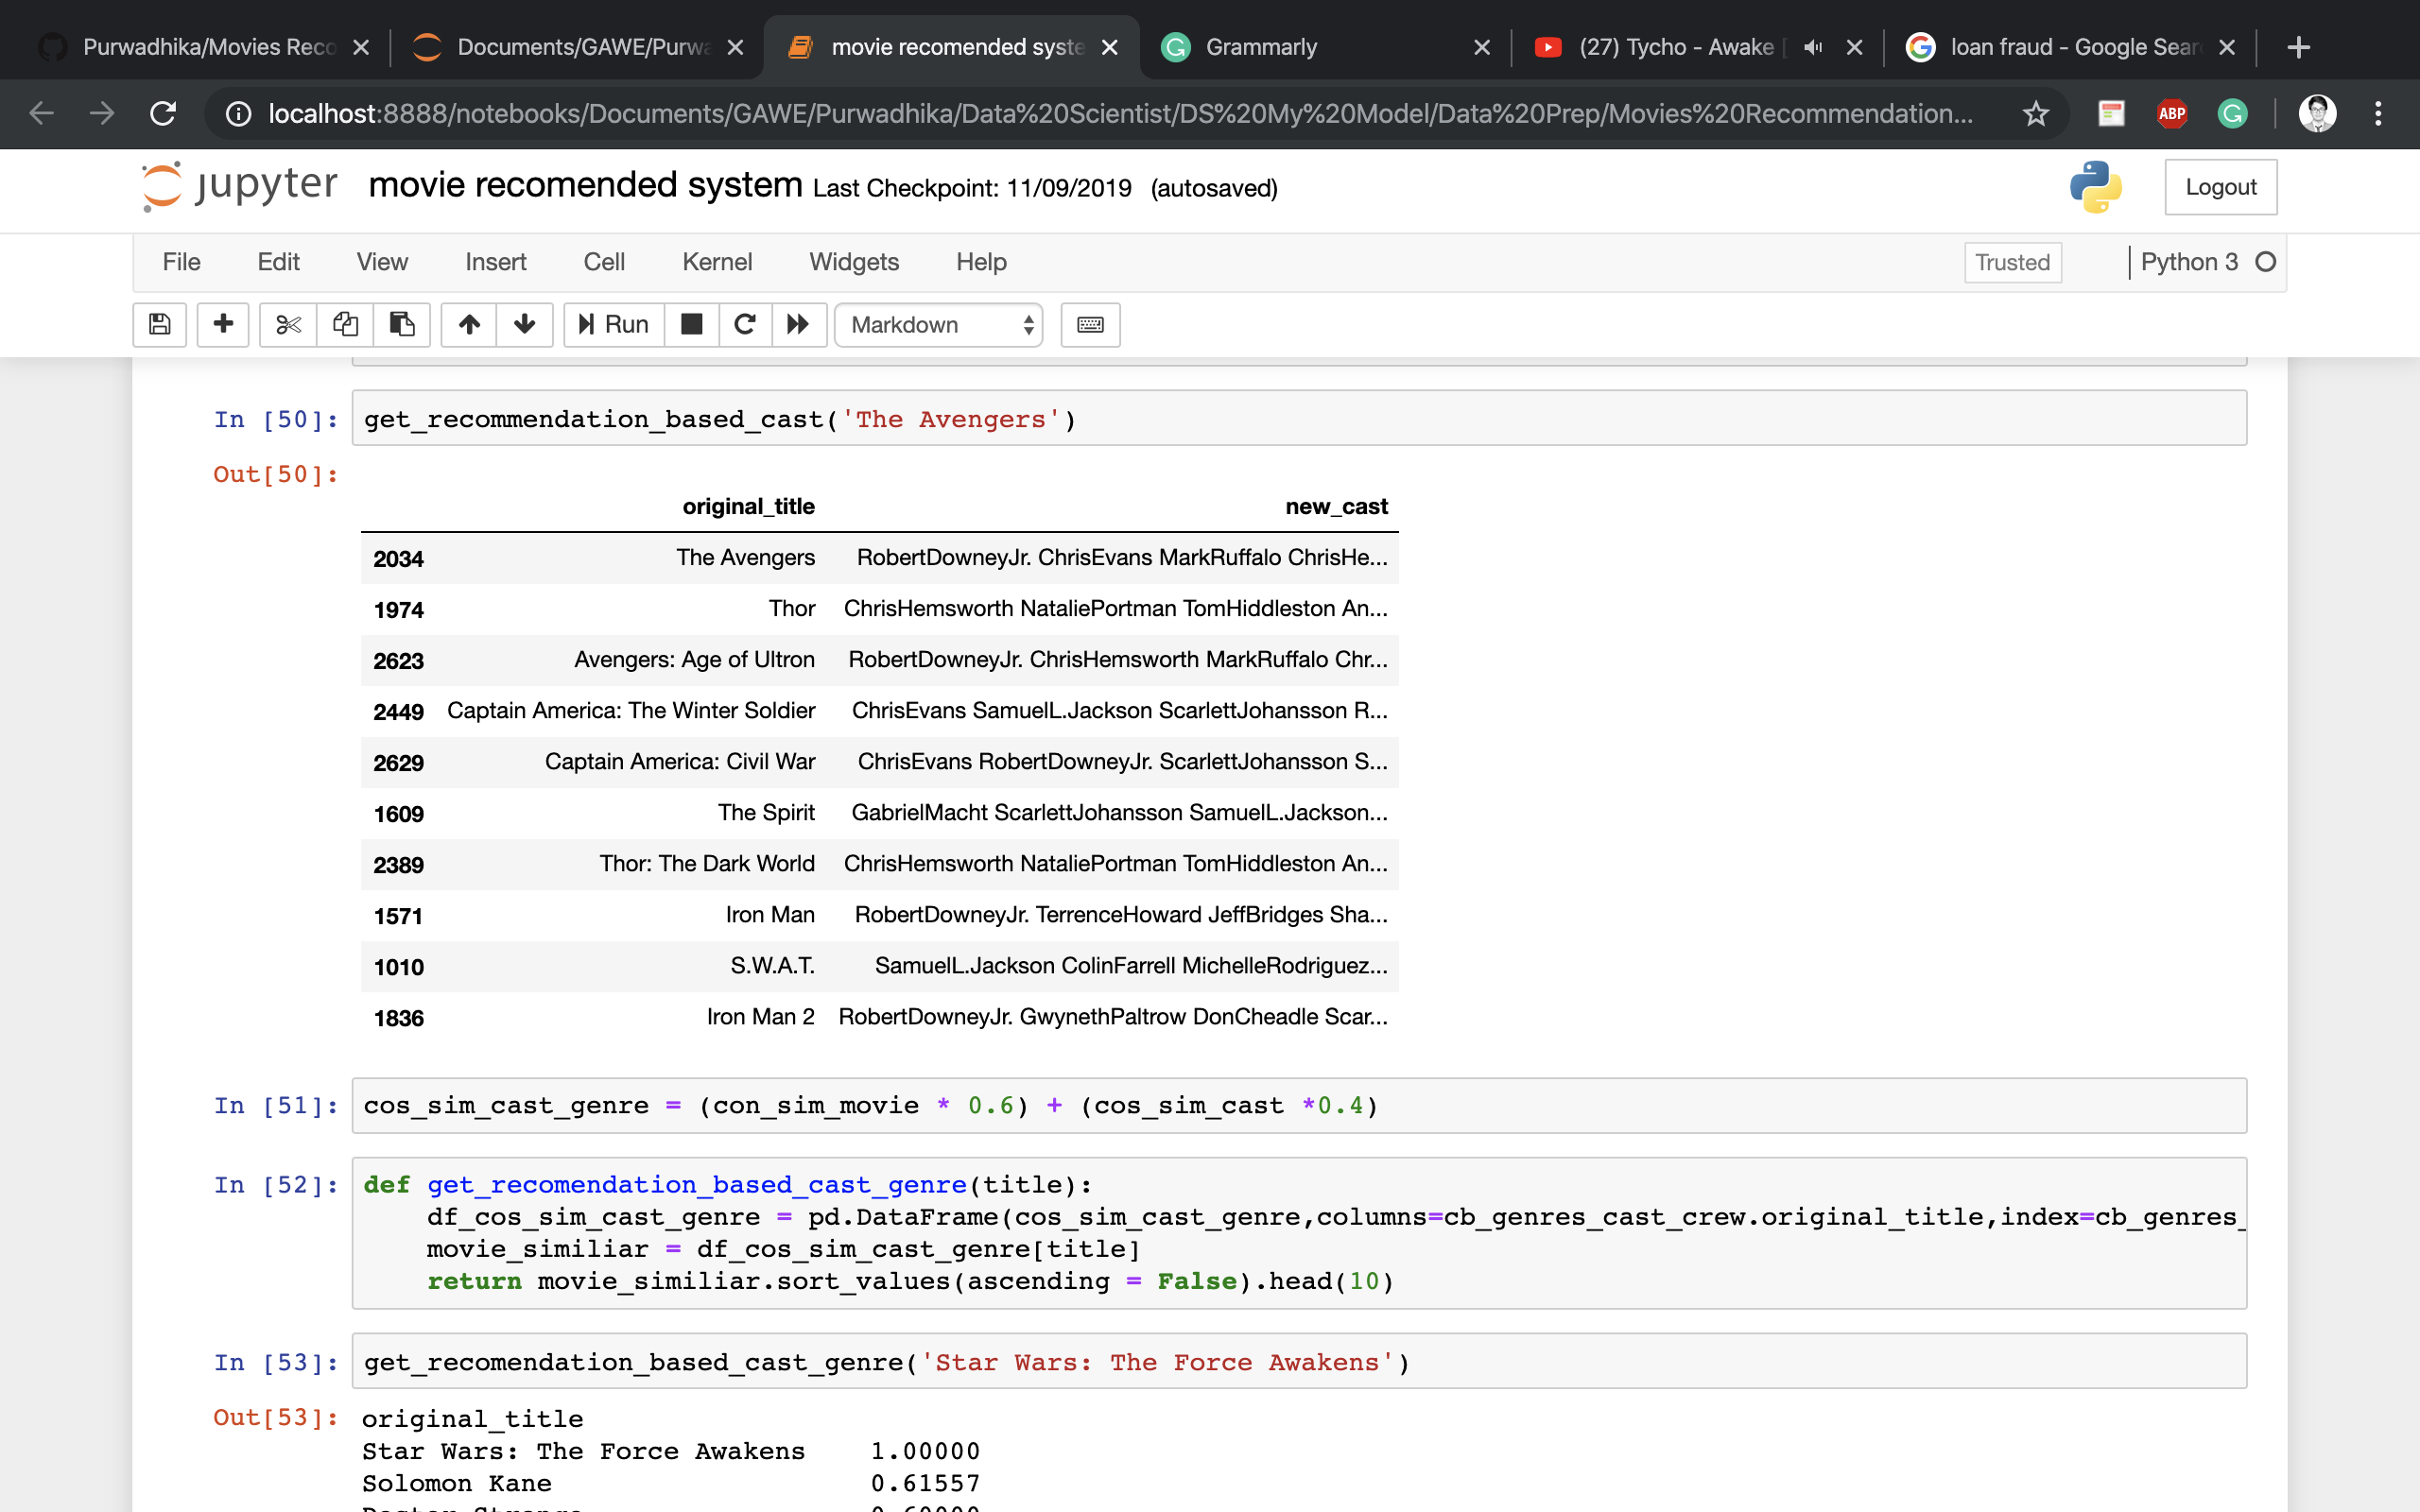 Purwadhika/Movies Reco
Documents/GAWE/Purwa
movie recomended syste
Grammarly
(27) Tycho - Awake [
loan fraud - Google Sear
localhost:8888/notebooks/Documents/GAWE/Purwadhika/Data%20Scientist/DS%20My%20Model/Data%20Prep/Movies%20Recommendation...
ABP
jupyter movie recomended system Last Checkpoint: 11/09/2019 (autosaved)
Logout
File Edit View Insert Cell Kernel Widgets Help
Trusted
Python 3
Run
Markdown
In [50]: get_recommendation_based_cast('The Avengers')
Out[50]:
original_title new_cast
2034 The Avengers RobertDowneyJr. ChrisEvans MarkRuffalo ChrisHe...
1974 Thor ChrisHemsworth NataliePortman TomHiddleston An...
2623 Avengers: Age of Ultron RobertDowneyJr. ChrisHemsworth MarkRuffalo Chr...
2449 Captain America: The Winter Soldier ChrisEvans SamuelL.Jackson ScarlettJohansson R...
2629 Captain America: Civil War ChrisEvans RobertDowneyJr. ScarlettJohansson S...
1609 The Spirit GabrielMacht ScarlettJohansson SamuelL.Jackson...
2389 Thor: The Dark World ChrisHemsworth NataliePortman TomHiddleston An...
1571 Iron Man RobertDowneyJr. TerrenceHoward JeffBridges Sha...
1010 S.W.A.T. SamuelL.Jackson ColinFarrell MichelleRodriguez...
1836 Iron Man 2 RobertDowneyJr. GwynethPaltrow DonCheadle Scar...
In [51]: cos_sim_cast_genre = (con_sim_movie * 0.6) + (cos_sim_cast *0.4)
In [52]: def get_recomendation_based_cast_genre(title):
df_cos_sim_cast_genre = pd.DataFrame(cos_sim_cast_genre,columns=cb_genres_cast_crew.original_title,index=cb_genres_
movie_similiar = df_cos_sim_cast_genre[title]
return movie_similiar.sort_values(ascending = False).head(10)
In [53]: get_recomendation_based_cast_genre('Star Wars: The Force Awakens')
Out[53]: original_title
Star Wars: The Force Awakens 1.00000
Solomon Kane 0.61557